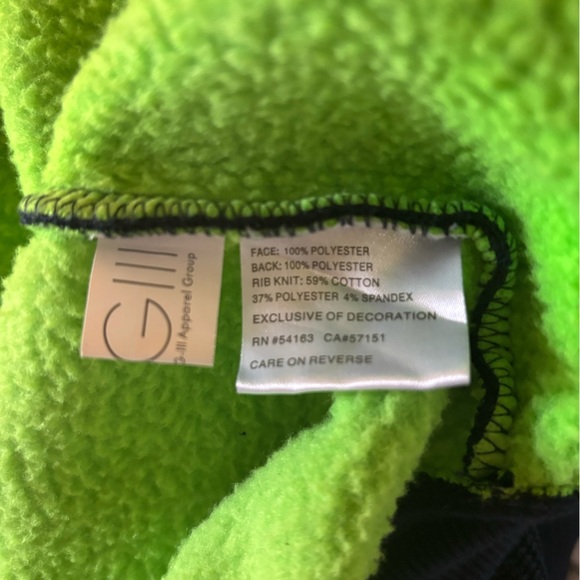 GIII
G-III Apparel Group
FACE: 100% POLYESTER
BACK: 100% POLYESTER
RIB KNIT: 59% COTTON
37% POLYESTER 4% SPANDEX
EXCLUSIVE OF DECORATION
RN #54163 CA#57151
CARE ON REVERSE